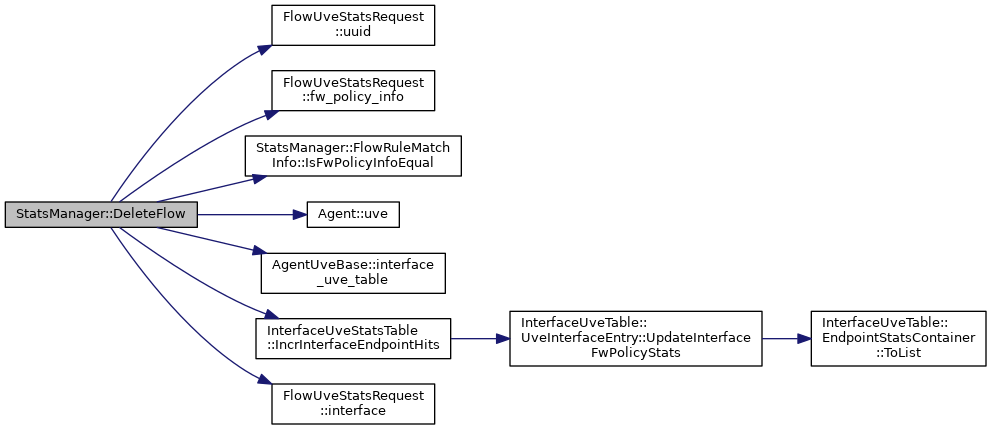 FlowUveStatsRequest
::uuid
FlowUveStatsRequest
::fw_policy_info
StatsManager::FlowRuleMatch
Info::IsFwPolicyInfoEqual
StatsManager::DeleteFlow
Agent::uve
AgentUveBase::interface
_uve_table
InterfaceUveStatsTable
::IncrInterfaceEndpointHits
InterfaceUveTable::
UveInterfaceEntry::UpdateInterface
FwPolicyStats
InterfaceUveTable::
EndpointStatsContainer
::ToList
FlowUveStatsRequest
::interface